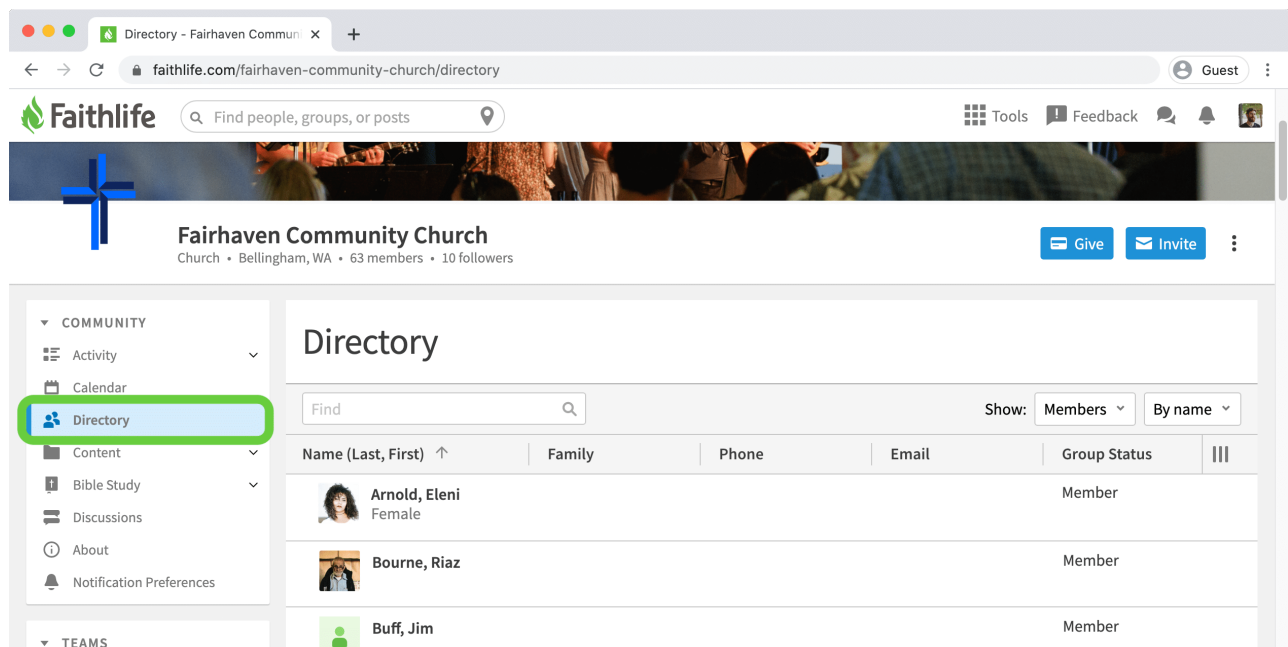 Directory - Fairhaven Commun
faithlife.com/fairhaven-community-church/directory
Guest
Faithlife
Find people, groups, or posts
Tools
Feedback
Fairhaven Community Church
Church • Bellingham, WA • 63 members • 10 followers
Give
Invite
COMMUNITY
Activity
Calendar
Directory
Content
Bible Study
Discussions
About
Notification Preferences
TEAMS
Directory
Find
Show: Members By name
Name (Last, First) Family Phone Email Group Status
Arnold, Eleni Member
Female
Bourne, Riaz Member
Buff, Jim Member